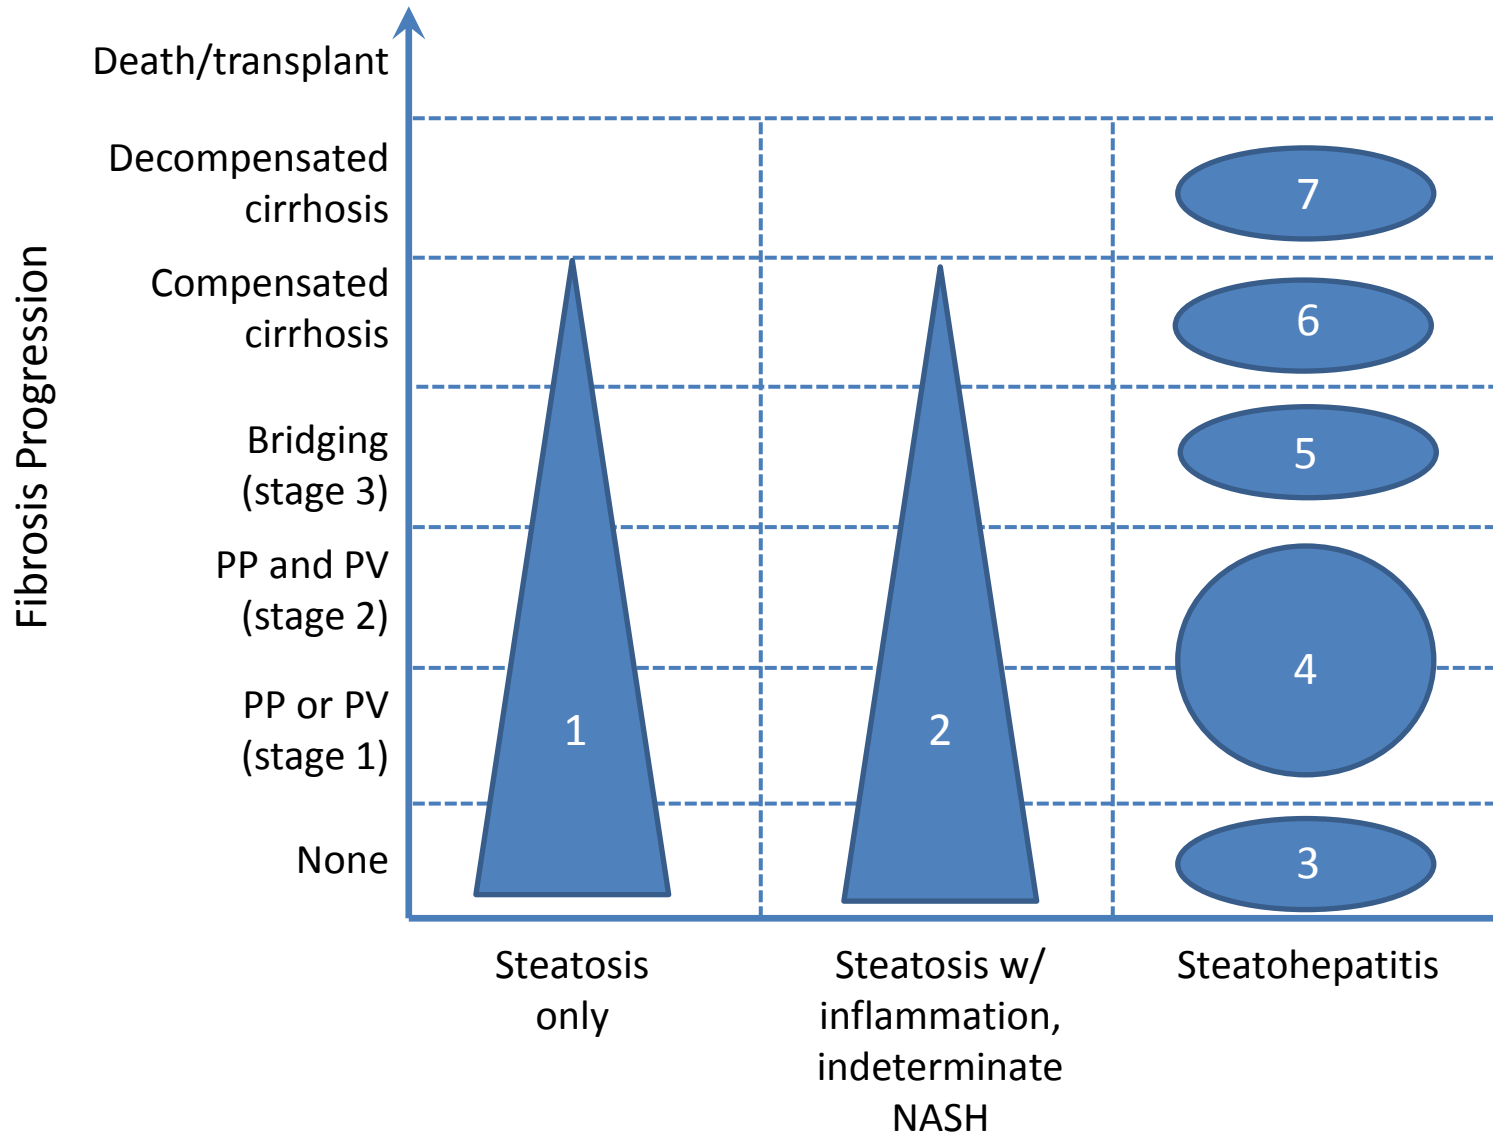 Fibrosis Progression
Death/transplant
Decompensated
cirrhosis
Compensated
cirrhosis
Bridging
(stage 3)
PP and PV
(stage 2)
PP or PV
(stage 1)
None
7
6
5
4
3
1
2
Steatosis
only
Steatosis w/
inflammation,
indeterminate
NASH
Steatohepatitis